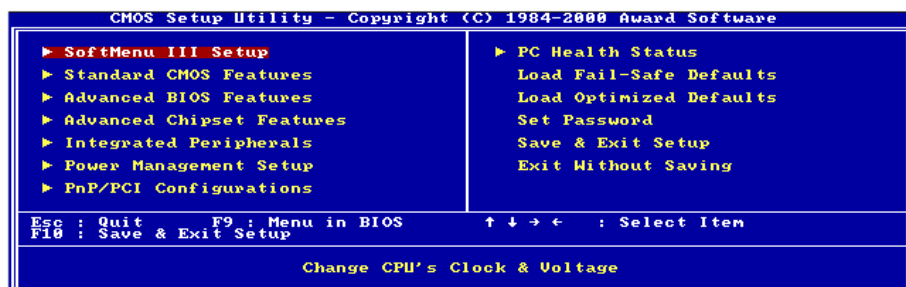 CMOS Setup Utility - Copyright (C) 1984-2000 Award Software
▶ SoftMenu III Setup
▶ Standard CMOS Features
▶ Advanced BIOS Features
▶ Advanced Chipset Features
▶ Integrated Peripherals
▶ Power Management Setup
▶ PnP/PCI Configurations
▶ PC Health Status
Load Fail-Safe Defaults
Load Optimized Defaults
Set Password
Save & Exit Setup
Exit Without Saving
Esc : Quit F9 : Menu in BIOS ↑ ↓ → ← : Select Item
F10 : Save & Exit Setup
Change CPU's Clock & Voltage